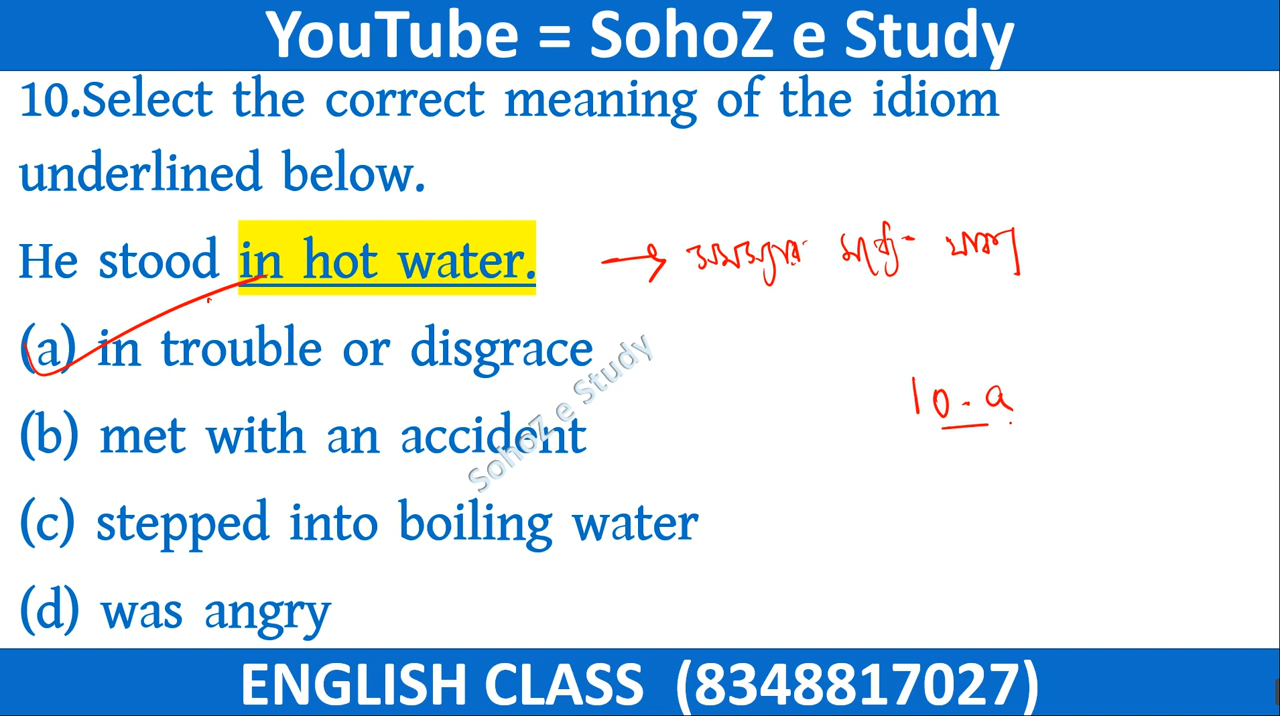 YouTube = SohoZ e Study
10.Select the correct meaning of the idiom
underlined below.
He stood in hot water.
(a) in trouble or disgrace
10.a
(b) met with an accident
SohoZ e Study
(c) stepped into boiling water
(d) was angry
ENGLISH CLASS (8348817027)